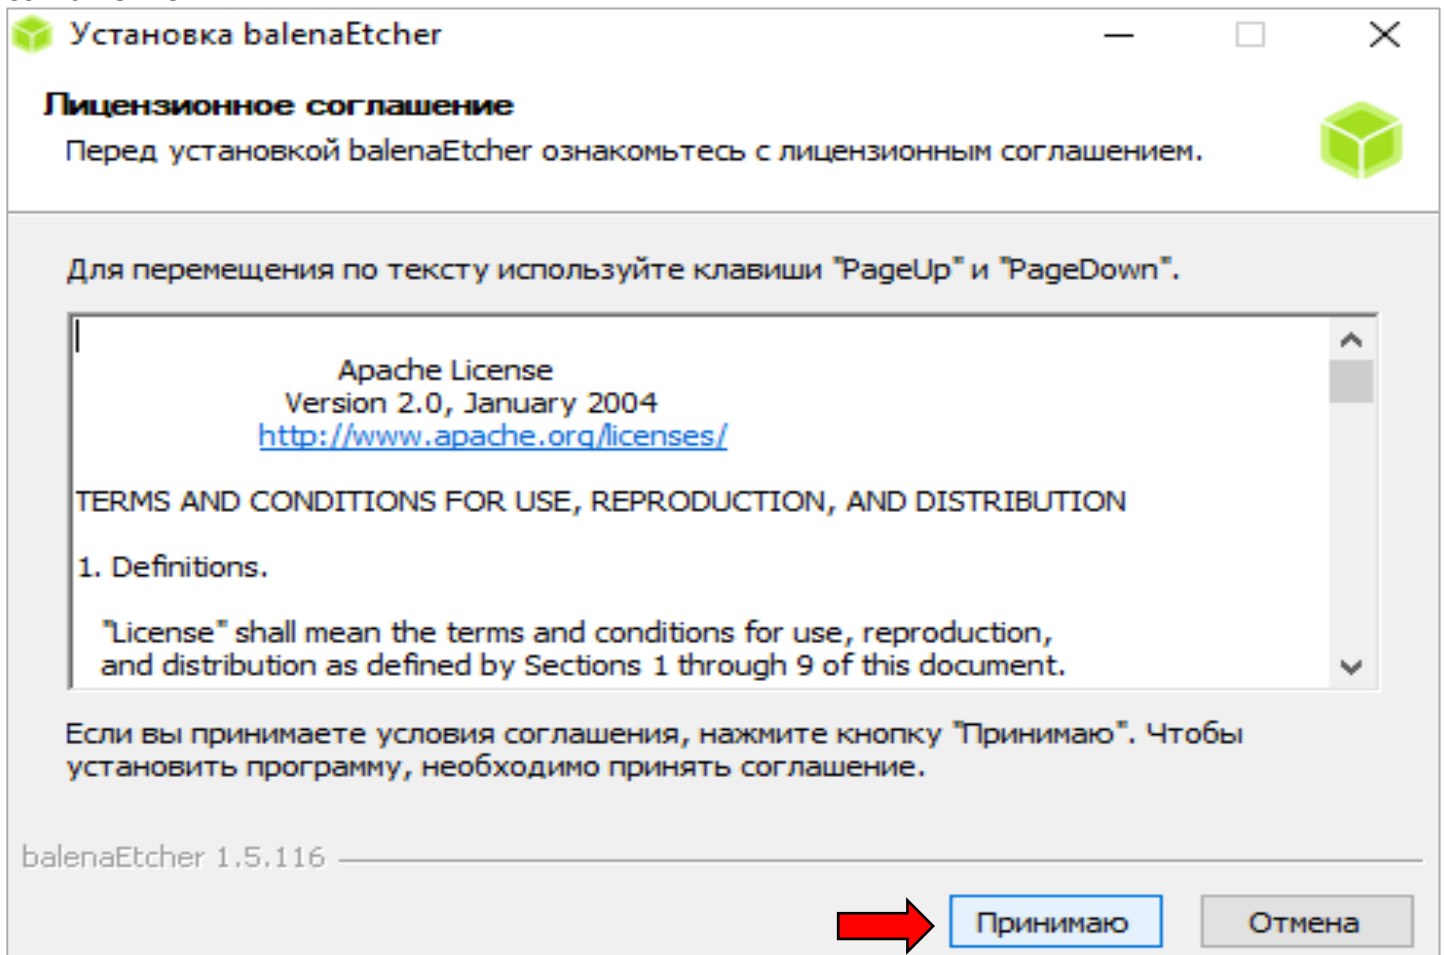 Установка balenaEtcher
Лицензионное соглашение
Перед установкой balenaEtcher ознакомьтесь с лицензионным соглашением.
Для перемещения по тексту используйте клавиши "PageUp" и "PageDown".
Apache License
Version 2.0, January 2004
http://www.apache.org/licenses/
TERMS AND CONDITIONS FOR USE, REPRODUCTION, AND DISTRIBUTION
1. Definitions.
"License" shall mean the terms and conditions for use, reproduction,
and distribution as defined by Sections 1 through 9 of this document.
Если вы принимаете условия соглашения, нажмите кнопку "Принимаю". Чтобы
установить программу, необходимо принять соглашение.
balenaEtcher 1.5.116
Принимаю
Отмена